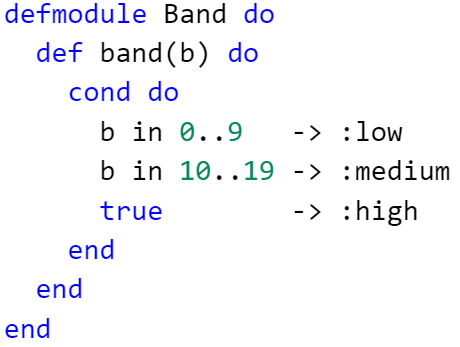 defmodule Band do
  def band(b) do
    cond do
      b in 0..9   -> :low
      b in 10..19 -> :medium
      true        -> :high
    end
  end
end